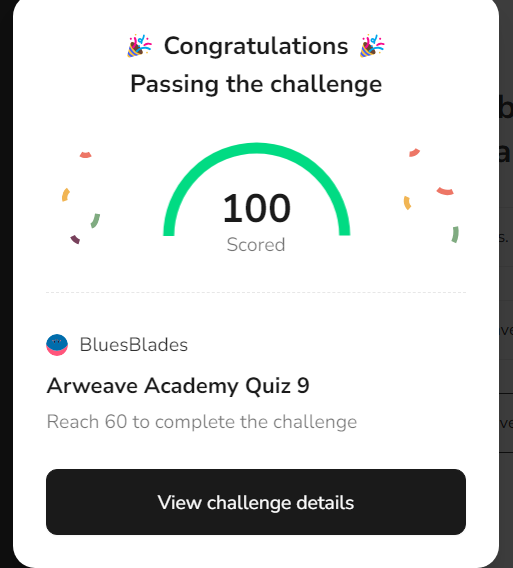 🎉 Congratulations 🎉
Passing the challenge
100
Scored
BluesBlades
Arweave Academy Quiz 9
Reach 60 to complete the challenge
View challenge details